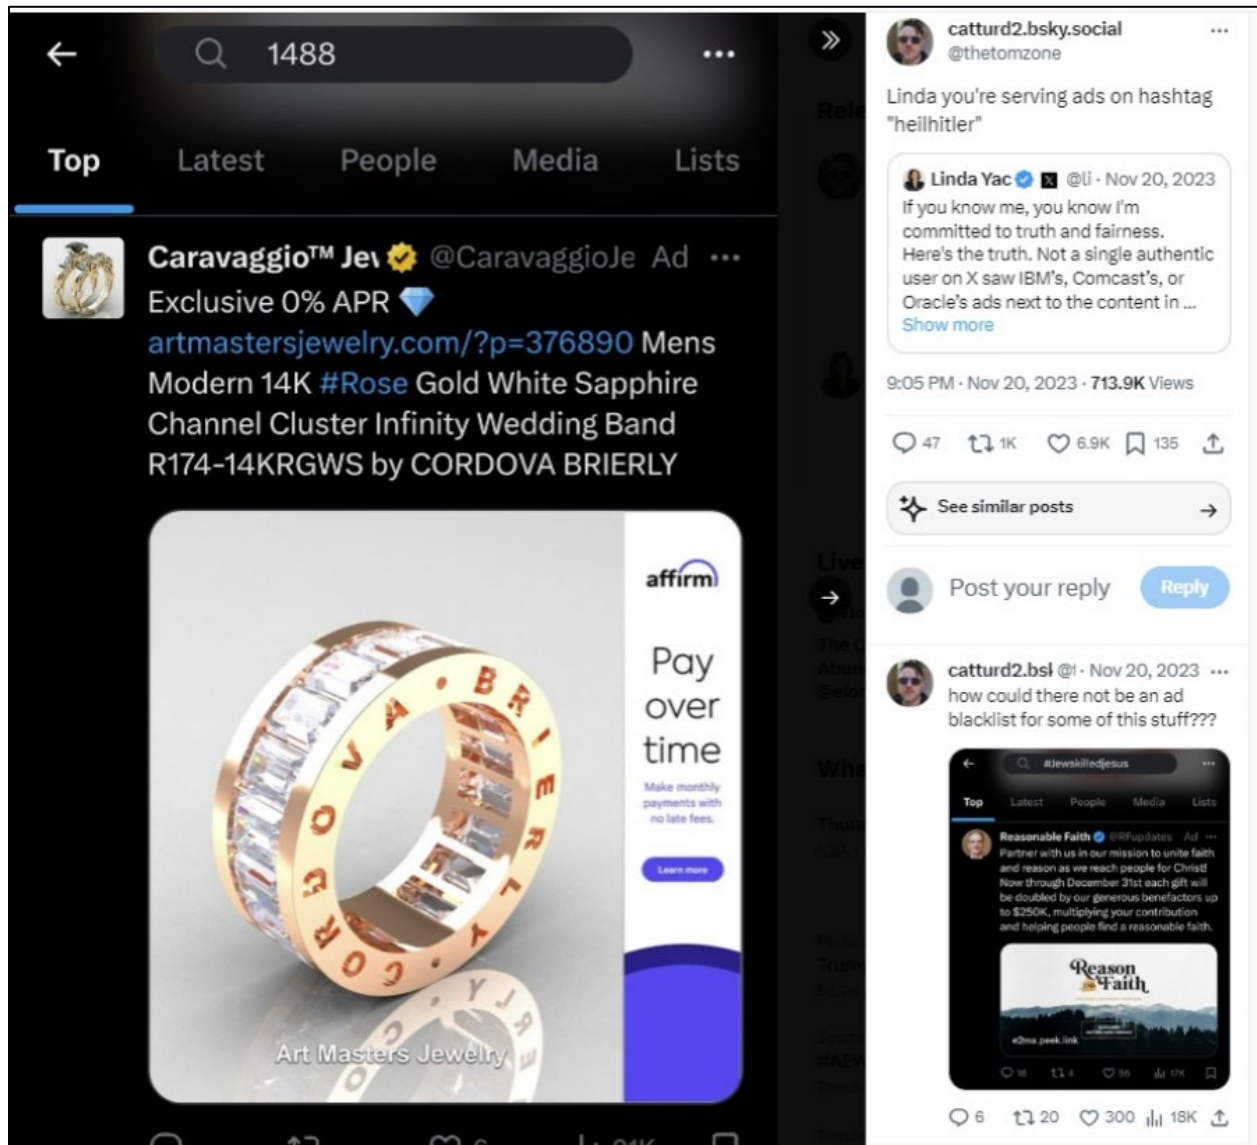 1488
Top Latest People Media Lists
Caravaggio™ Jev @CaravaggioJe Ad
Exclusive 0% APR 💎
artmastersjewelry.com/?p=376890 Mens
Modern 14K #Rose Gold White Sapphire
Channel Cluster Infinity Wedding Band
R174-14KRGWS by CORDOVA BRIERLY
affirm
Pay
over
time
Make monthly
payments with
no late fees.
Learn more
CORDOVA • BRIERLY •
Art Masters Jewelry
catturd2.bsky.social
@thetomzone
Linda you're serving ads on hashtag
"heilhitler"
Linda Yac @li · Nov 20, 2023
If you know me, you know I'm
committed to truth and fairness.
Here's the truth. Not a single authentic
user on X saw IBM's, Comcast's, or
Oracle's ads next to the content in ...
Show more
9:05 PM · Nov 20, 2023 · 713.9K Views
47 1K 6.9K 135
See similar posts
Post your reply Reply
catturd2.bsl @t · Nov 20, 2023
how could there not be an ad
blacklist for some of this stuff???
#Jewskilledjesus
Top Latest People Media Lists
Reasonable Faith @RFupdates Ad
Partner with us in our mission to unite faith
and reason as we reach people for Christ!
Now through December 31st each gift will
be doubled by our generous benefactors up
to $250K, multiplying your contribution
and helping people find a reasonable faith.
Reason
Faith
e2ma.peek.link
16 4 56 17K
6 20 300 18K